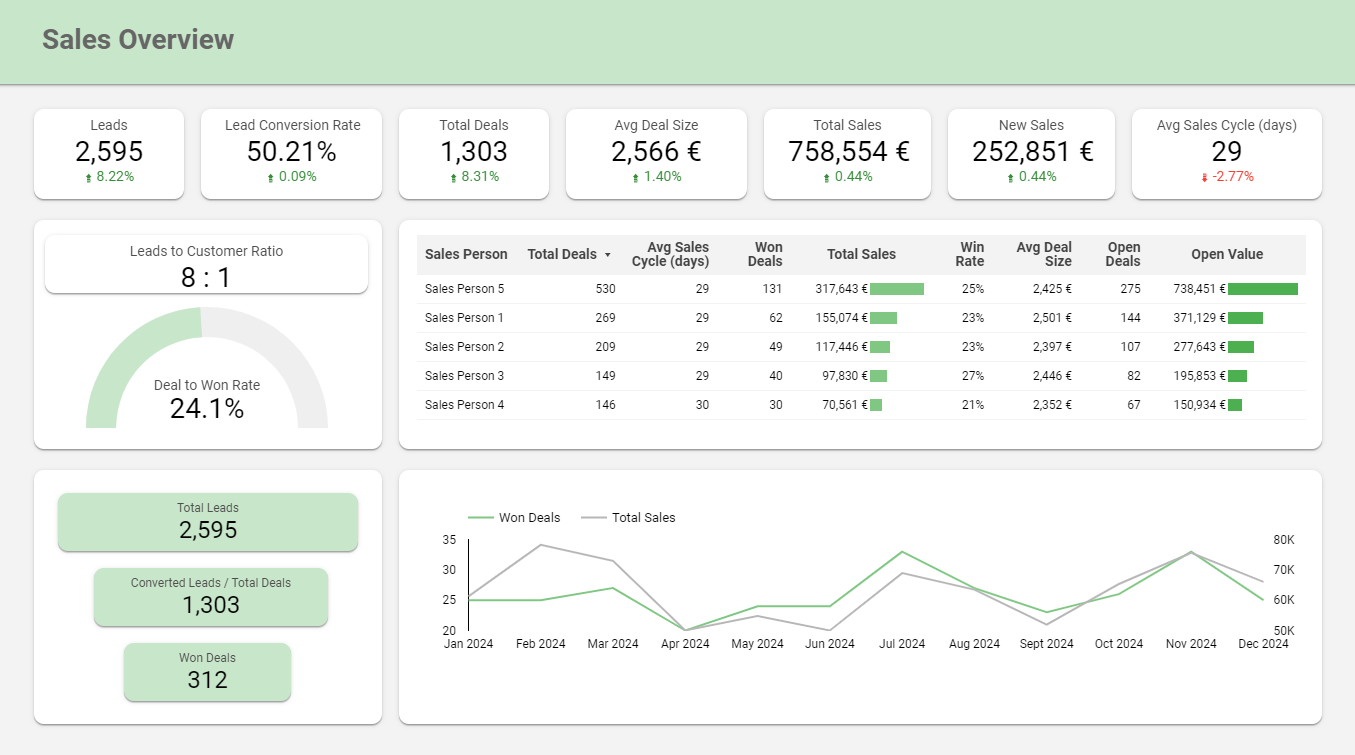 Sales Overview
Leads
2,595
8.22%
Lead Conversion Rate
50.21%
0.09%
Total Deals
1,303
8.31%
Avg Deal Size
2,566 €
1.40%
Total Sales
758,554 €
0.44%
New Sales
252,851 €
0.44%
Avg Sales Cycle (days)
29
-2.77%
Leads to Customer Ratio
8 : 1
Deal to Won Rate
24.1%
Sales Person Total Deals Avg Sales Cycle (days) Won Deals Total Sales Win Rate Avg Deal Size Open Deals Open Value
Sales Person 5 530 29 131 317,643 € 25% 2,425 € 275 738,451 €
Sales Person 1 269 29 62 155,074 € 23% 2,501 € 144 371,129 €
Sales Person 2 209 29 49 117,446 € 23% 2,397 € 107 277,643 €
Sales Person 3 149 29 40 97,830 € 27% 2,446 € 82 195,853 €
Sales Person 4 146 30 30 70,561 € 21% 2,352 € 67 150,934 €
Total Leads
2,595
Converted Leads / Total Deals
1,303
Won Deals
312
Won Deals Total Sales
35 80K
30 70K
25 60K
20 50K
Jan 2024 Feb 2024 Mar 2024 Apr 2024 May 2024 Jun 2024 Jul 2024 Aug 2024 Sept 2024 Oct 2024 Nov 2024 Dec 2024